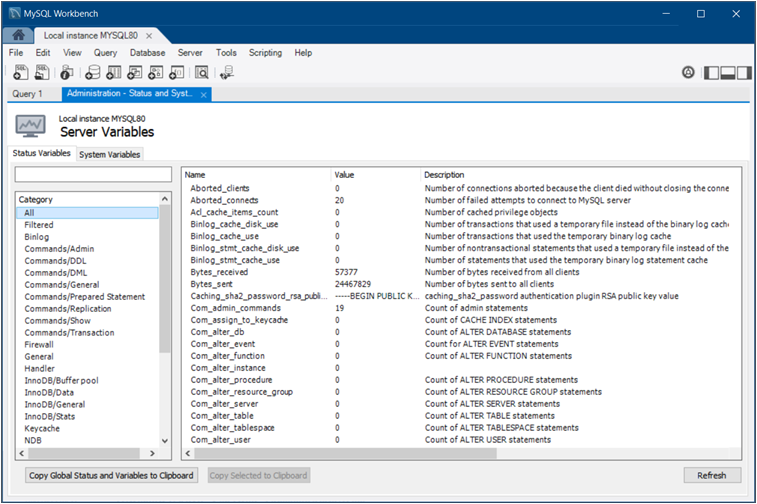 MySQL Workbench
Local instance MYSQL80
File Edit View Query Database Server Tools Scripting Help
Query 1
Administration - Status and Syst...
Local instance MYSQL80
Server Variables
Status Variables
System Variables
Category
All
Filtered
Binlog
Commands/Admin
Commands/DDL
Commands/DML
Commands/General
Commands/Prepared Statement
Commands/Replication
Commands/Show
Commands/Transaction
Firewall
General
Handler
InnoDB/Buffer pool
InnoDB/Data
InnoDB/General
InnoDB/Stats
Keycache
NDB
Name Value Description
Aborted_clients 0 Number of connections aborted because the client died without closing the conne
Aborted_connects 20 Number of failed attempts to connect to MySQL server
Acl_cache_items_count 0 Number of cached privilege objects
Binlog_cache_disk_use 0 Number of transactions that used a temporary file instead of the binary log cache
Binlog_cache_use 0 Number of transactions that used the temporary binary log cache
Binlog_stmt_cache_disk_use 0 Number of nontransactional statements that used a temporary file instead of the
Binlog_stmt_cache_use 0 Number of statements that used the temporary binary log statement cache
Bytes_received 57377 Number of bytes received from all clients
Bytes_sent 24467829 Number of bytes sent to all clients
Caching_sha2_password_rsa_publi... -----BEGIN PUBLIC K... caching_sha2_password authentication plugin RSA public key value
Com_admin_commands 19 Count of admin statements
Com_assign_to_keycache 0 Count of CACHE INDEX statements
Com_alter_db 0 Count of ALTER DATABASE statements
Com_alter_event 0 Count for ALTER EVENT statements
Com_alter_function 0 Count of ALTER FUNCTION statements
Com_alter_instance 0
Com_alter_procedure 0 Count of ALTER PROCEDURE statements
Com_alter_resource_group 0 Count of ALTER RESOURCE GROUP statements
Com_alter_server 0 Count of ALTER SERVER statements
Com_alter_table 0 Count of ALTER TABLE statements
Com_alter_tablespace 0 Count of ALTER TABLESPACE statements
Com_alter_user 0 Count of ALTER USER statements
Copy Global Status and Variables to Clipboard
Copy Selected to Clipboard
Refresh